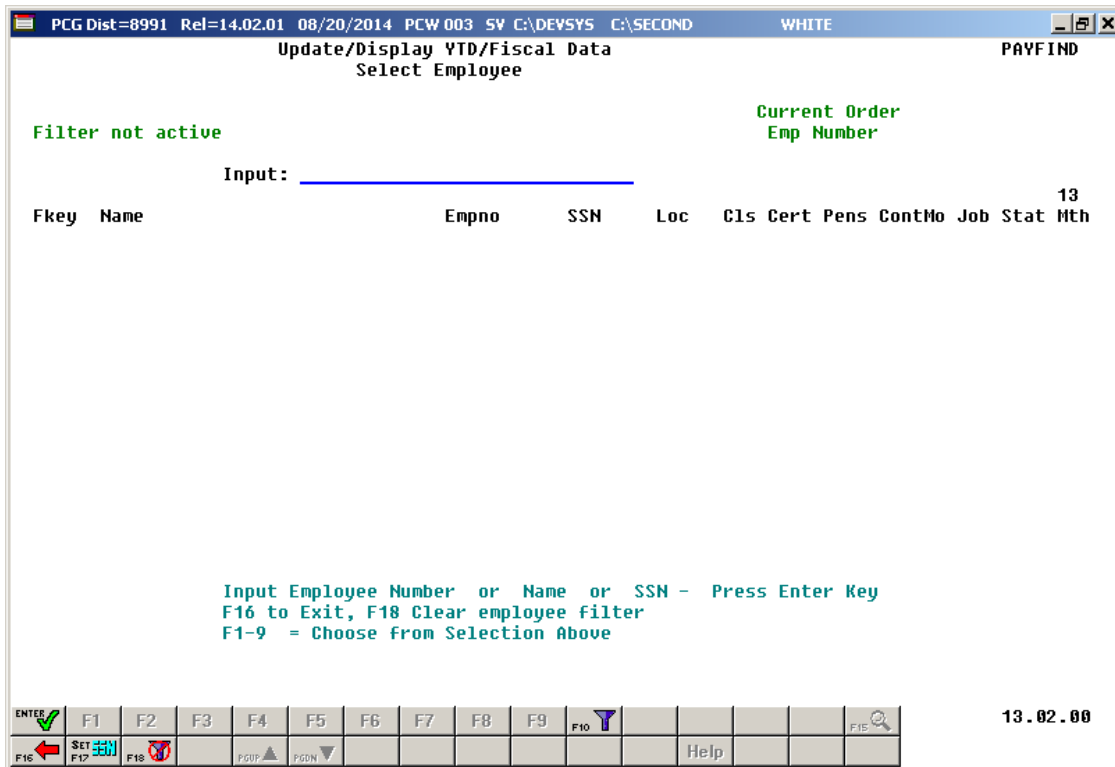 PCG Dist=8991 Rel=14.02.01 08/20/2014 PCW 003 SV C:\DEVSYS C:\SECOND WHITE
Update/Display YTD/Fiscal Data PAYFIND
Select Employee
Current Order
Filter not active Emp Number
Input:
13
Fkey Name Empno SSN Loc Cls Cert Pens ContMo Job Stat Mth
Input Employee Number or Name or SSN - Press Enter Key
F16 to Exit, F18 Clear employee filter
F1-9 = Choose from Selection Above
ENTER F1 F2 F3 F4 F5 F6 F7 F8 F9 F10 F15 13.02.00
F16 SET F17 SSN F18 PGUP PGDN Help